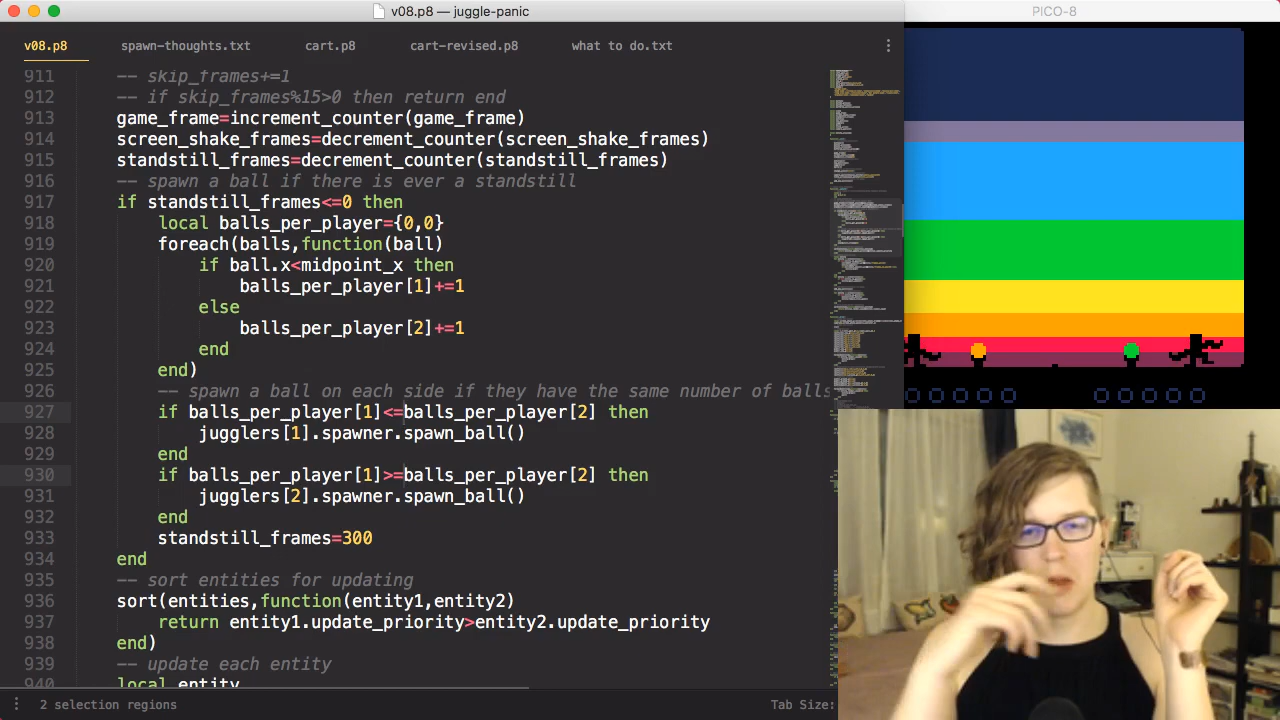 v08.p8 — juggle-panic
PICO-8
v08.p8 spawn-thoughts.txt cart.p8 cart-revised.p8 what to do.txt
911 -- skip_frames+=1
912 -- if skip_frames%15>0 then return end
913 game_frame=increment_counter(game_frame)
914 screen_shake_frames=decrement_counter(screen_shake_frames)
915 standstill_frames=decrement_counter(standstill_frames)
916 -- spawn a ball if there is ever a standstill
917 if standstill_frames<=0 then
918 local balls_per_player={0,0}
919 foreach(balls,function(ball)
920 if ball.x<midpoint_x then
921 balls_per_player[1]+=1
922 else
923 balls_per_player[2]+=1
924 end
925 end)
926 -- spawn a ball on each side if they have the same number of balls
927 if balls_per_player[1]<=balls_per_player[2] then
928 jugglers[1].spawner.spawn_ball()
929 end
930 if balls_per_player[1]>=balls_per_player[2] then
931 jugglers[2].spawner.spawn_ball()
932 end
933 standstill_frames=300
934 end
935 -- sort entities for updating
936 sort(entities,function(entity1,entity2)
937 return entity1.update_priority>entity2.update_priority
938 end)
939 -- update each entity
940 local entity
2 selection regions
Tab Size: